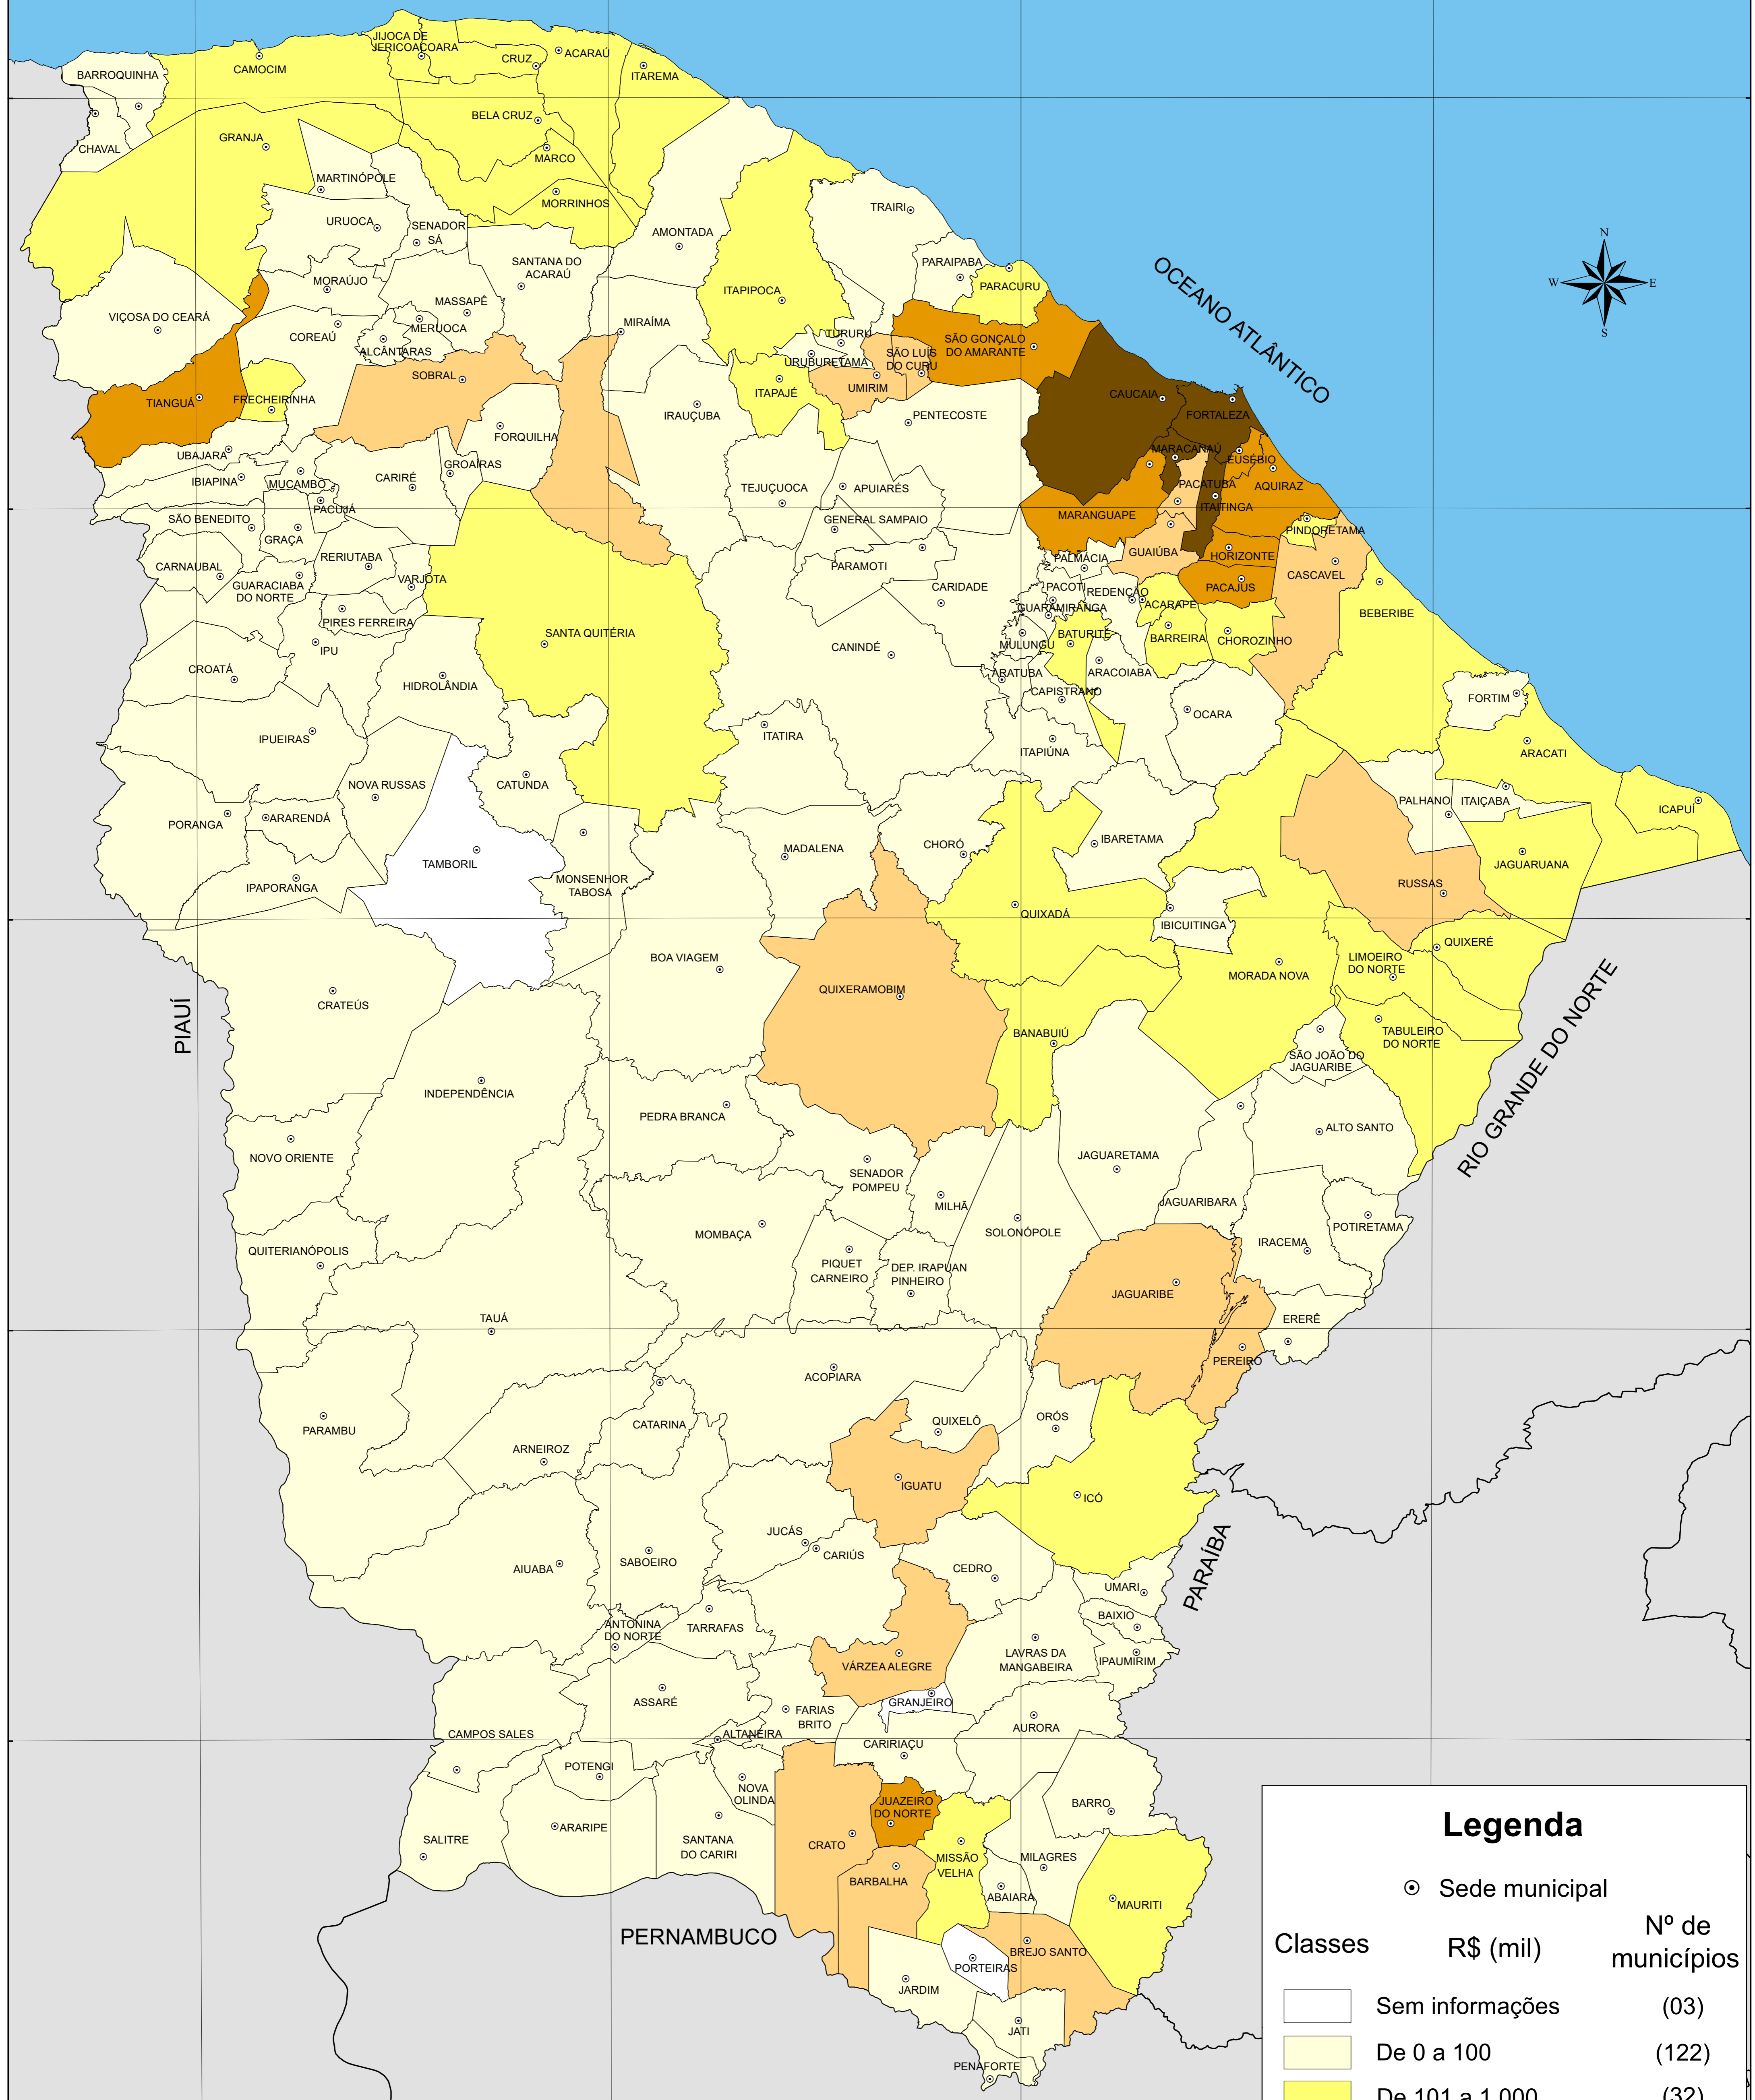 JIJOCA DE
JERICOACOARA
CRUZ
ACARAÚ
CAMOCIM
BARROQUINHA
ITAREMA
BELA CRUZ
GRANJA
CHAVAL
MARCO
MARTINÓPOLE
MORRINHOS
TRAIRI
URUOCA
SENADOR
SÁ
AMONTADA
N
W
E
S
SANTANA DO
ACARAÚ
PARAIPABA
OCEANO ATLÂNTICO
MORAÚJO
PARACURU
ITAPIPOCA
MASSAPÊ
VIÇOSA DO CEARÁ
MIRAÍMA
MERUOCA
COREAÚ
TURURU
SÃO GONÇALO
DO AMARANTE
ALCÂNTARAS
SÃO LUÍS
DO CURU
URUBURETAMA
SOBRAL
UMIRIM
ITAPAJÉ
CAUCAIA
TIANGUÁ
FRECHEIRINHA
IRAUÇUBA
PENTECOSTE
FORTALEZA
FORQUILHA
MARACANAÚ
UBAJARA
EUSÉBIO
GROAÍRAS
IBIAPINA
MUCAMBO
CARIRÉ
TEJUÇUOCA
APUIARÉS
PACATUBA
AQUIRAZ
PACUJÁ
ITAITINGA
SÃO BENEDITO
GENERAL SAMPAIO
MARANGUAPE
PINDORETAMA
GRAÇA
RERIUTABA
PALMÁCIA
GUAIÚBA
HORIZONTE
CARNAUBAL
PARAMOTI
CASCAVEL
VARJOTA
GUARACIABA
DO NORTE
CARIDADE
PACOTI
REDENÇÃO
PACAJUS
GUARAMIRANGA
ACARAPE
BEBERIBE
PIRES FERREIRA
SANTA QUITÉRIA
BATURITÉ
BARREIRA
CHOROZINHO
IPU
CANINDÉ
MULUNGU
CROATÁ
ARATUBA
ARACOIABA
HIDROLÂNDIA
CAPISTRANO
FORTIM
OCARA
IPUEIRAS
ITATIRA
ITAPIÚNA
ARACATI
NOVA RUSSAS
CATUNDA
PALHANO
ITAIÇABA
ICAPUÍ
PORANGA
ARARENDÁ
IBARETAMA
MADALENA
CHORÓ
TAMBORIL
JAGUARUANA
IPAPORANGA
MONSENHOR
TABOSA
RUSSAS
QUIXADÁ
IBICUITINGA
QUIXERÉ
BOA VIAGEM
LIMOEIRO
DO NORTE
MORADA NOVA
QUIXERAMOBIM
CRATEÚS
PIAUÍ
BANABUIÚ
TABULEIRO
DO NORTE
SÃO JOÃO DO
JAGUARIBE
RIO GRANDE DO NORTE
INDEPENDÊNCIA
PEDRA BRANCA
ALTO SANTO
NOVO ORIENTE
JAGUARETAMA
SENADOR
POMPEU
MILHÃ
JAGUARIBARA
POTIRETAMA
MOMBAÇA
SOLONÓPOLE
IRACEMA
QUITERIANÓPOLIS
PIQUET
CARNEIRO
DEP. IRAPUAN
PINHEIRO
JAGUARIBE
TAUÁ
ERERÊ
PEREIRO
ACOPIARA
PARAMBU
CATARINA
QUIXELÔ
ORÓS
ARNEIROZ
IGUATU
ICÓ
JUCÁS
CARIÚS
AIUABA
SABOEIRO
CEDRO
PARAÍBA
UMARI
BAIXIO
ANTONINA
DO NORTE
TARRAFAS
LAVRAS DA
MANGABEIRA
IPAUMIRIM
VÁRZEA ALEGRE
ASSARÉ
GRANJEIRO
FARIAS
BRITO
AURORA
CAMPOS SALES
ALTANEIRA
CARIRIAÇU
POTENGI
NOVA
OLINDA
JUAZEIRO
DO NORTE
BARRO
ARARIPE
SALITRE
SANTANA
DO CARIRI
CRATO
MISSÃO
VELHA
MILAGRES
BARBALHA
ABAIARA
MAURITI
PERNAMBUCO
BREJO SANTO
PORTEIRAS
JARDIM
JATI
PENAFORTE
Legenda
Sede municipal
Classes R$ (mil) Nº de
municípios
Sem informações (03)
De 0 a 100 (122)
De 101 a 1.000 (32)